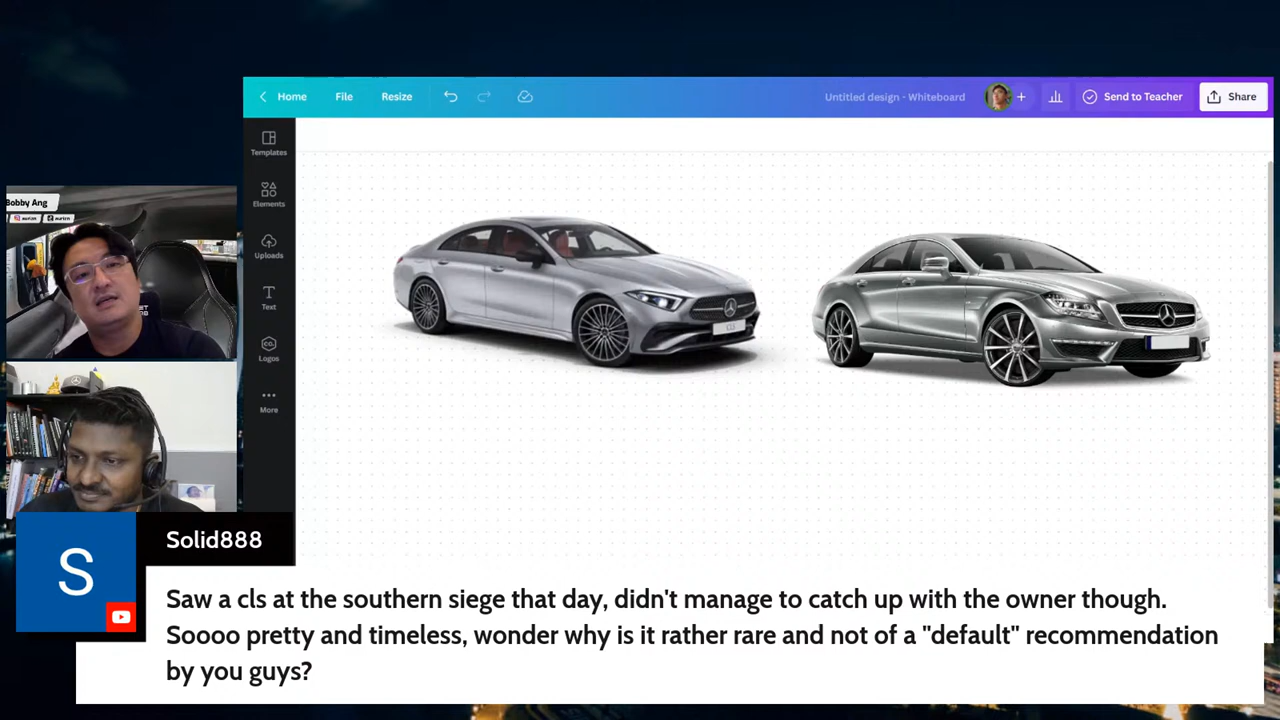 Home
File
Resize
Untitled design - Whiteboard
+
Send to Teacher
Share
Templates
Elements
Uploads
T
Text
CO.
Logos
More
Bobby Ang
CLS
S
Solid888
Saw a cls at the southern siege that day, didn't manage to catch up with the owner though.
Soooo pretty and timeless, wonder why is it rather rare and not of a "default" recommendation
by you guys?